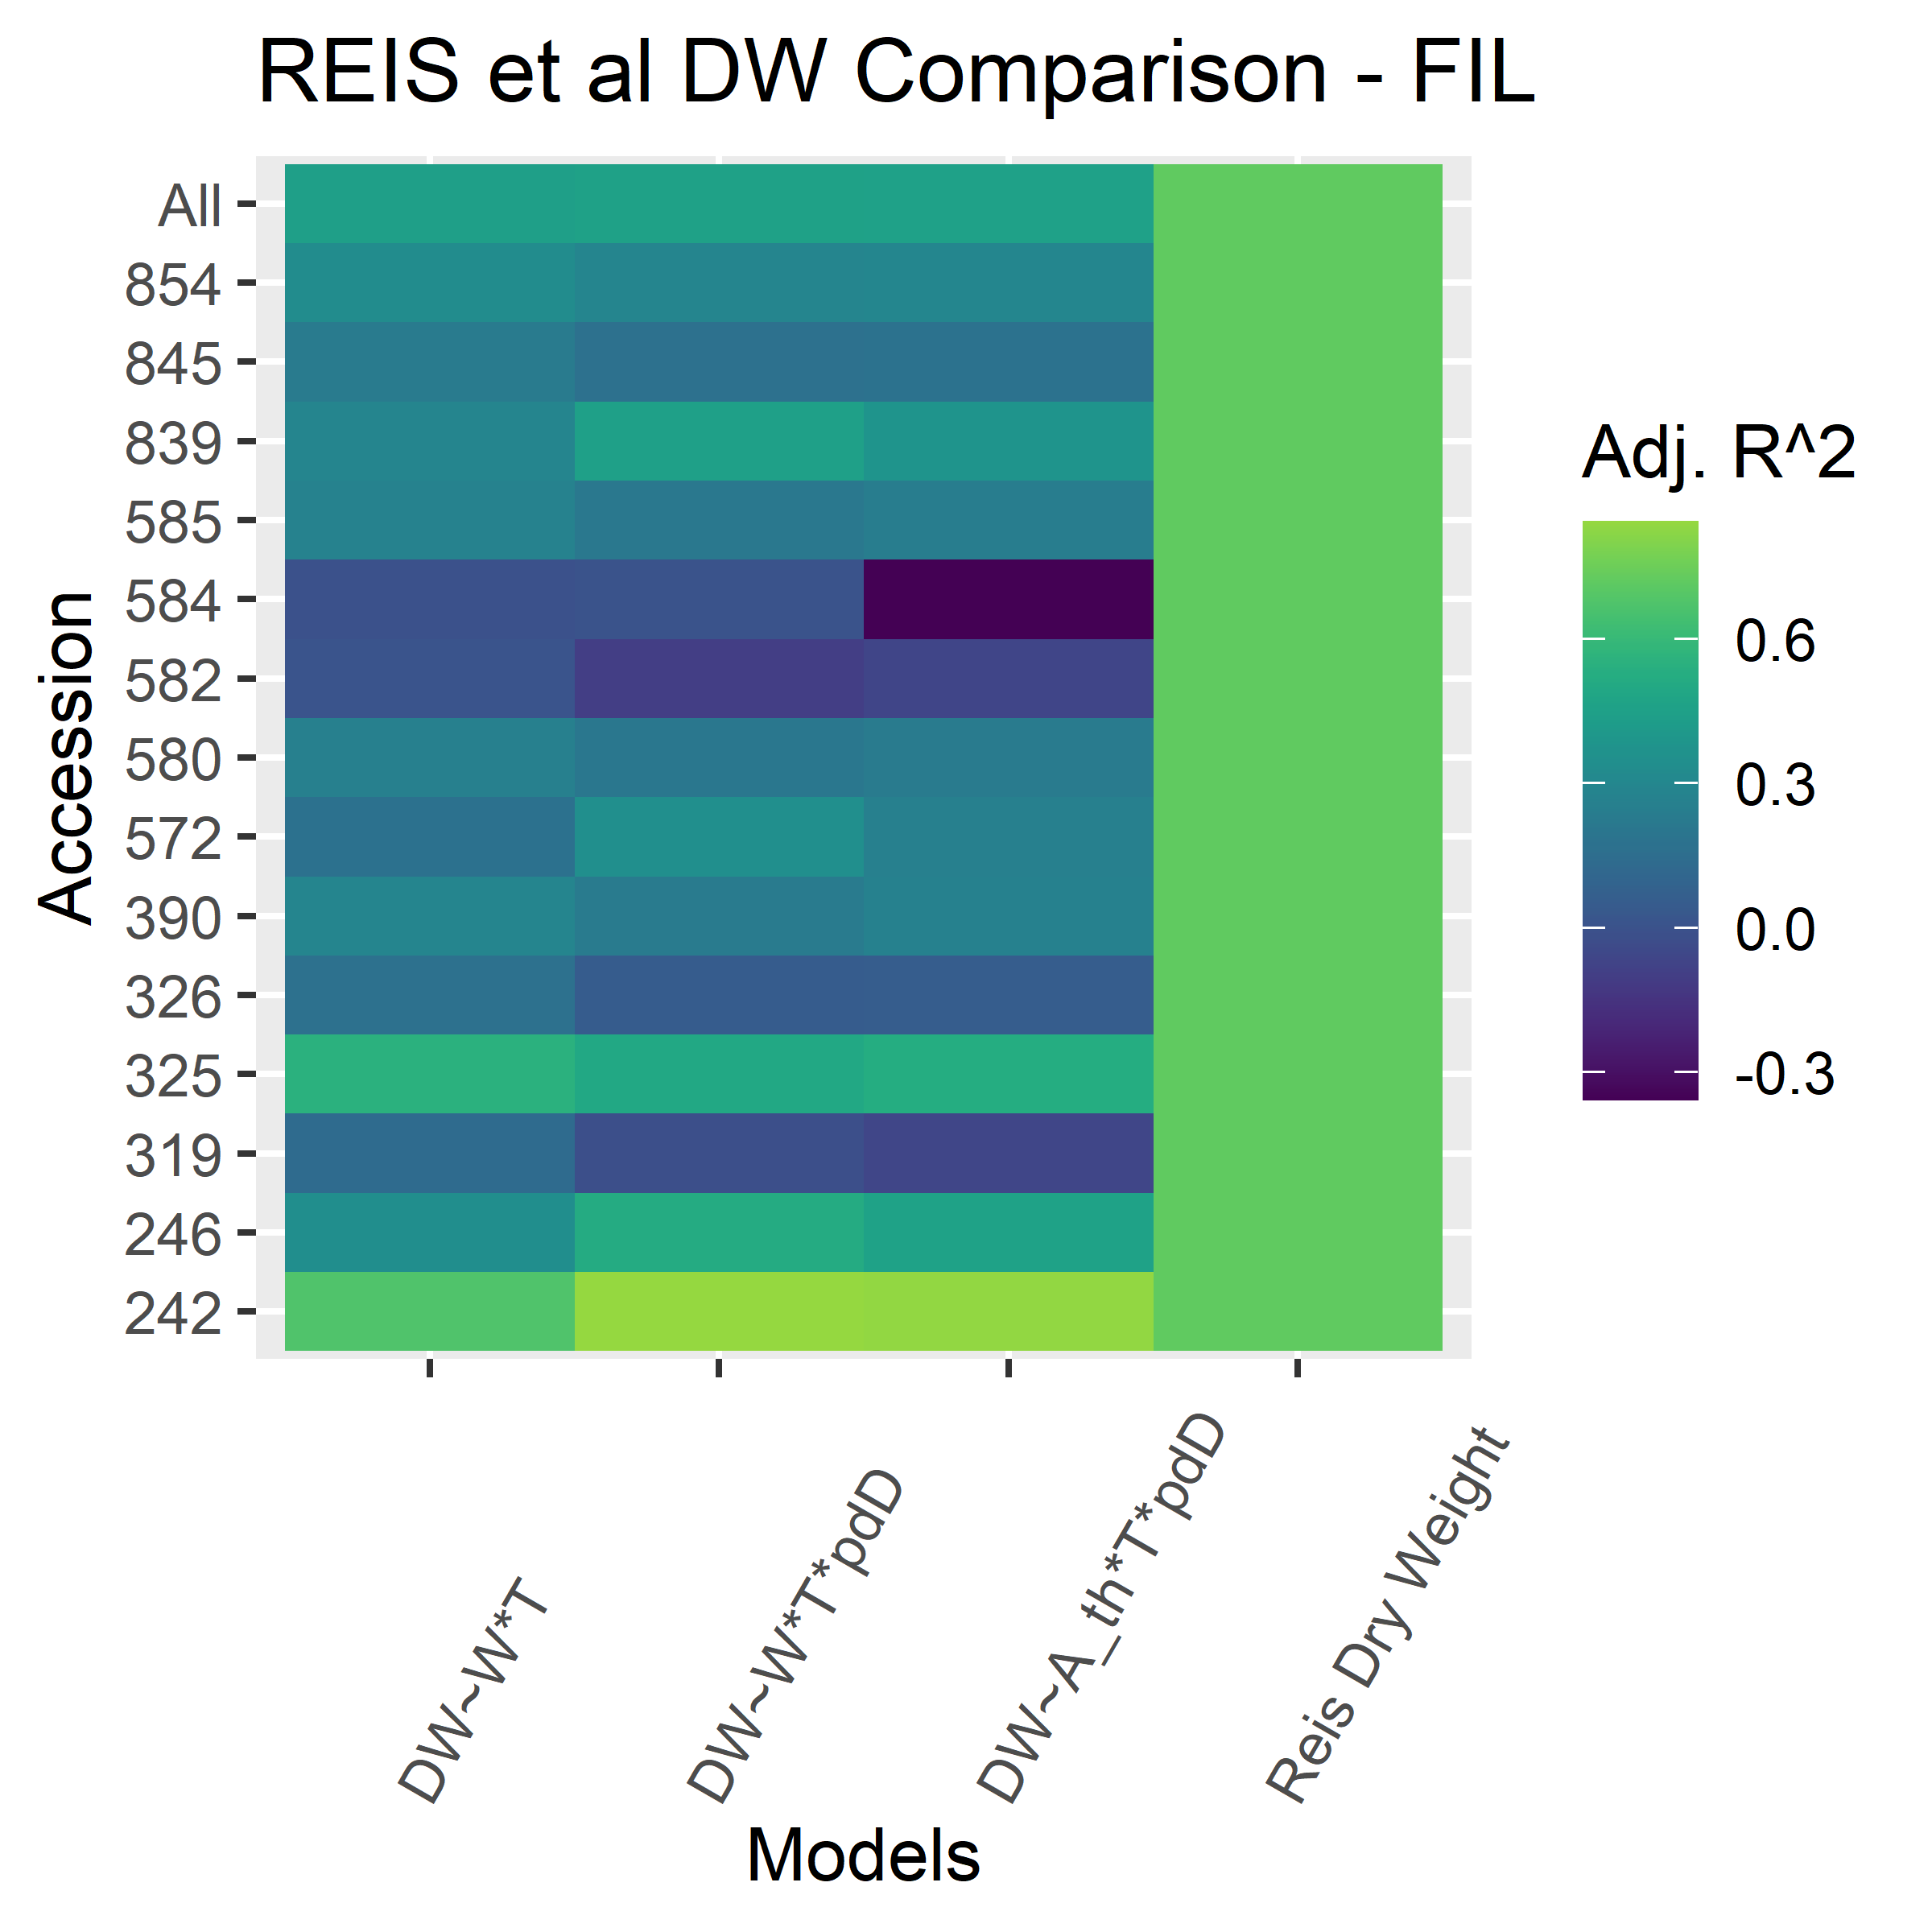 REIS et al DW Comparison - FIL
All
854
845
839
585
584
582
580
572
390
326
325
319
246
242
Accession
DW~W*T
DW~W*T*pdD
DW~A_th*T*pdD
Reis Dry Weight
Models
Adj. R^2
0.6
0.3
0.0
-0.3